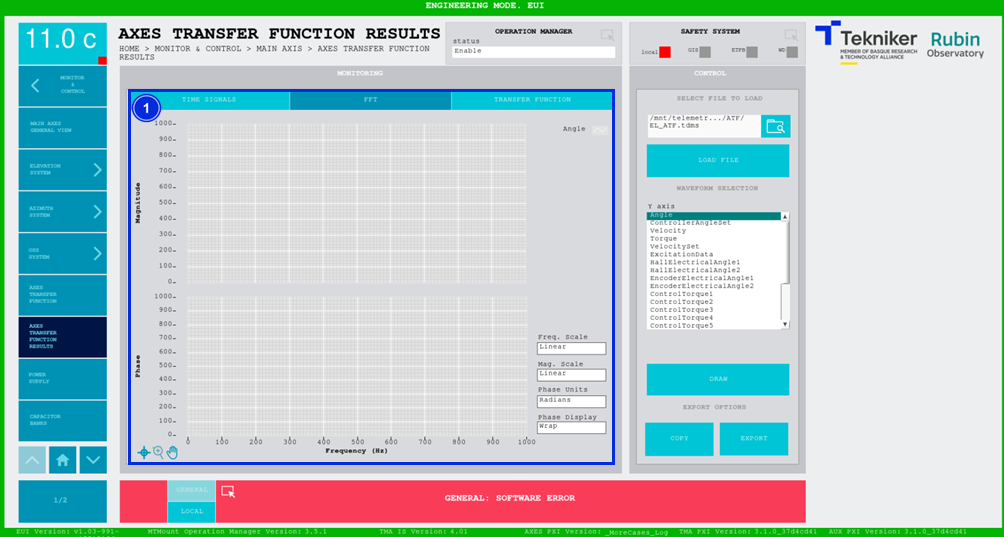 ENGINEERING MODE. EUI
11.0 c
AXES TRANSFER FUNCTION RESULTS
HOME > MONITOR & CONTROL > MAIN AXIS > AXES TRANSFER FUNCTION
RESULTS
OPERATION MANAGER
status
Enable
SAFETY SYSTEM
local
GIS
ETPB
WD
Tekniker
MEMBER OF BASQUE RESEARCH
& TECHNOLOGY ALLIANCE
Rubin
Observatory
MONITOR
&
CONTROL
MAIN AXES
GENERAL VIEW
ELEVATION
SYSTEM
AZIMUTH
SYSTEM
OSS
SYSTEM
AXES
TRANSFER
FUNCTION
AXES
TRANSFER
FUNCTION
RESULTS
POWER
SUPPLY
CAPACITOR
BANKS
1/2
MONITORING
1
TIME SIGNALS
FFT
TRANSFER FUNCTION
Angle
Magnitude
1000
900
800
700
600
500
400
300
200
100
0
Phase
1000
900
800
700
600
500
400
300
200
100
0
0 100 200 300 400 500 600 700 800 900 1000
Frequency (Hz)
Freq. Scale
Linear
Mag. Scale
Linear
Phase Units
Radians
Phase Display
Wrap
CONTROL
SELECT FILE TO LOAD
/mnt/telemetr.../ATF/
EL_ATF.tdms
LOAD FILE
WAVEFORM SELECTION
Y axis
Angle
ControllerAngleSet
Velocity
Torque
VelocitySet
ExcitationData
HallElectricalAngle1
HallElectricalAngle2
EncoderElectricalAngle1
EncoderElectricalAngle2
ControlTorque1
ControlTorque2
ControlTorque3
ControlTorque4
ControlTorque5
DRAW
EXPORT OPTIONS
COPY
EXPORT
GENERAL
LOCAL
GENERAL: SOFTWARE ERROR
EUI Version: v1.03-991-
MTMount Operation Manager Version: 3.5.1
TMA IS Version: 4.01
AXES PXI Version: _MoreCases_Log
TMA PXI Version: 3.1.0_37d4cd41
AUX PXI Version: 3.1.0_37d4cd41